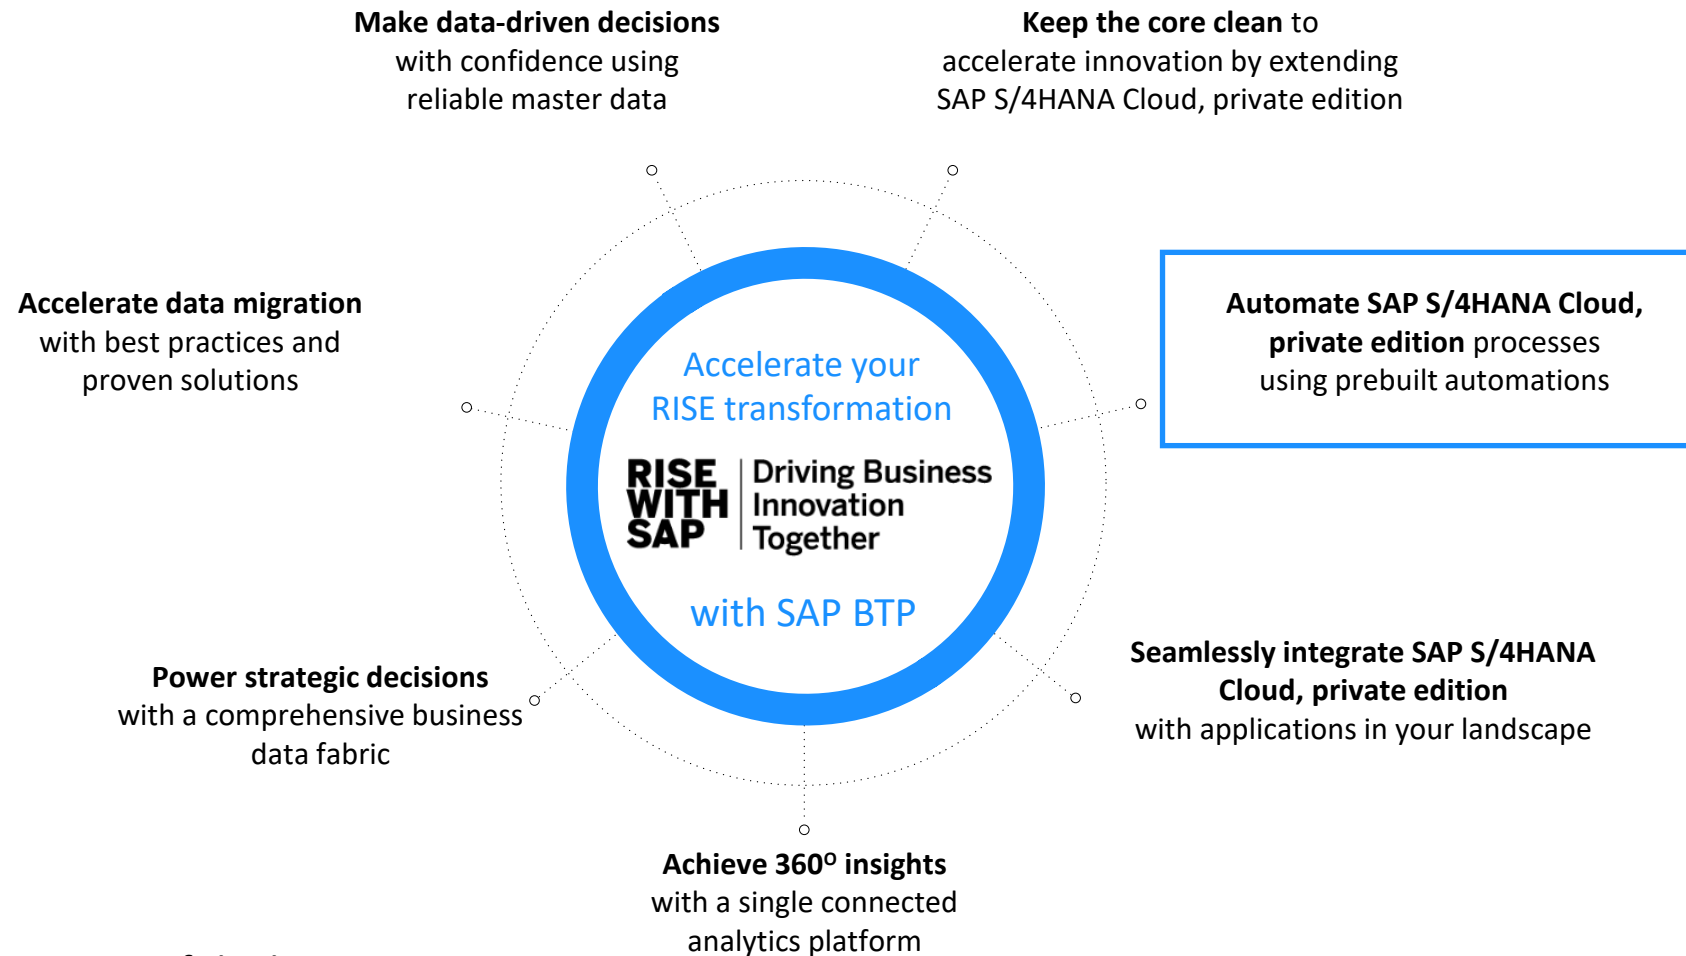 Make data-driven decisions
with confidence using
reliable master data
Keep the core clean to
accelerate innovation by extending
SAP S/4HANA Cloud, private edition
Accelerate data migration
with best practices and
proven solutions
Automate SAP S/4HANA Cloud,
private edition processes
using prebuilt automations
Accelerate your
RISE transformation
RISE
WITH
SAP
Driving Business
Innovation
Together
with SAP BTP
Power strategic decisions
with a comprehensive business
data fabric
Seamlessly integrate SAP S/4HANA
Cloud, private edition
with applications in your landscape
Achieve 360º insights
with a single connected
analytics platform